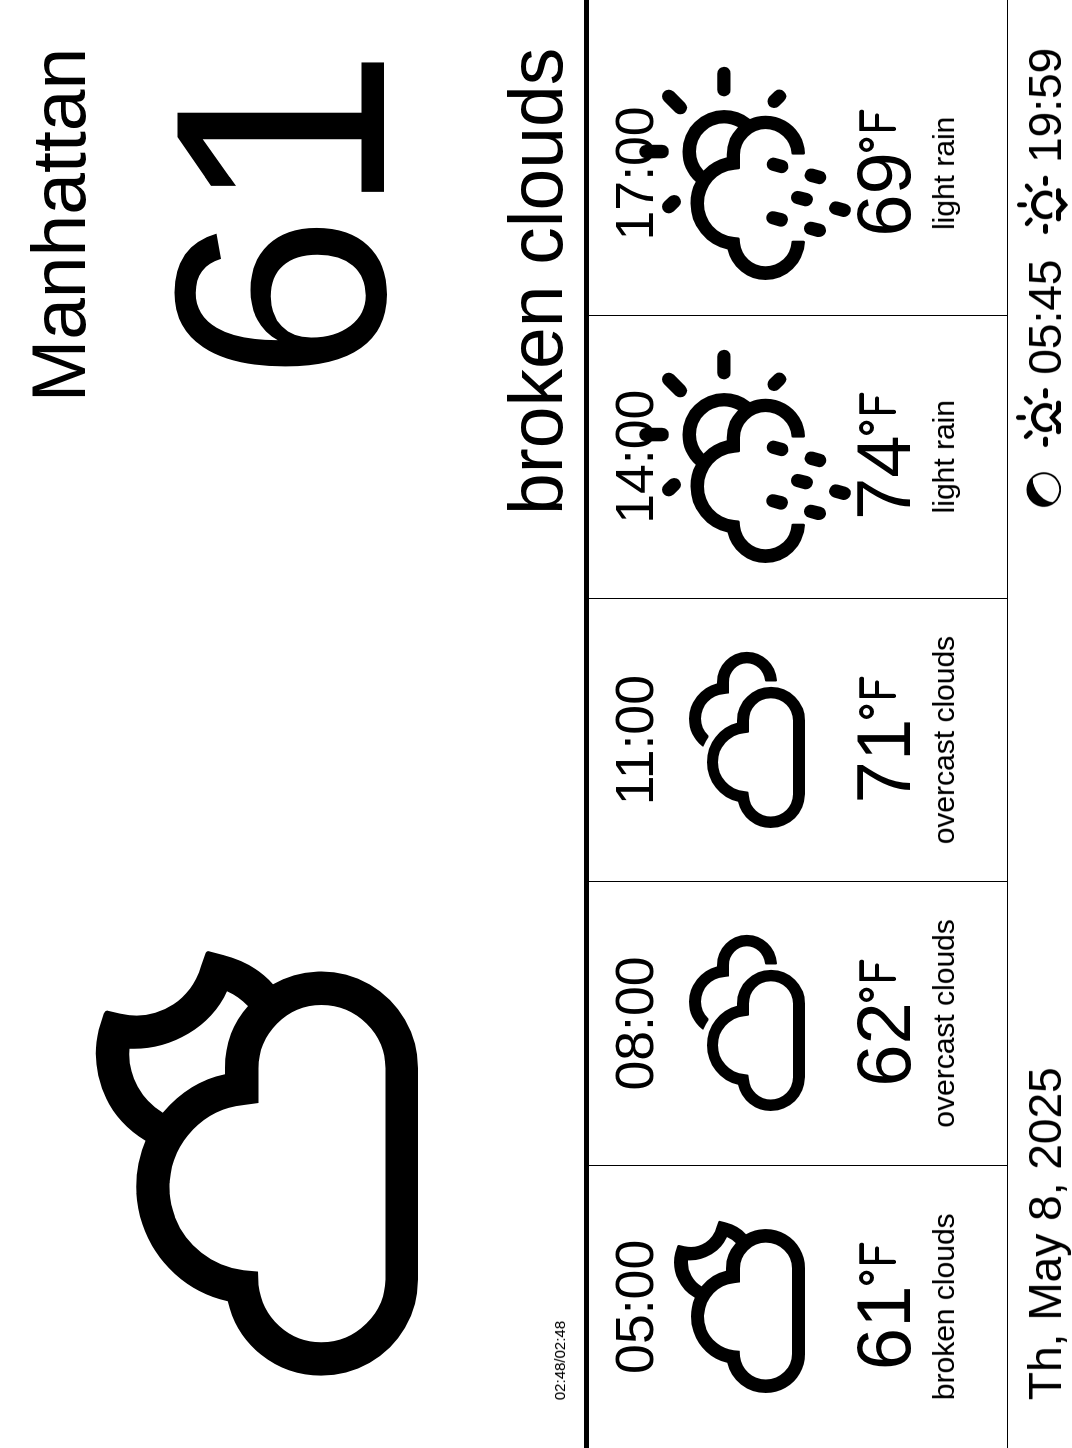 Manhattan
61
broken clouds
02:48/02:48
05:00 08:00 11:00 14:00 17:00
61°F 62°F 71°F 74°F 69°F
broken clouds overcast clouds overcast clouds light rain light rain
Th, May 8, 2025 05:45 19:59